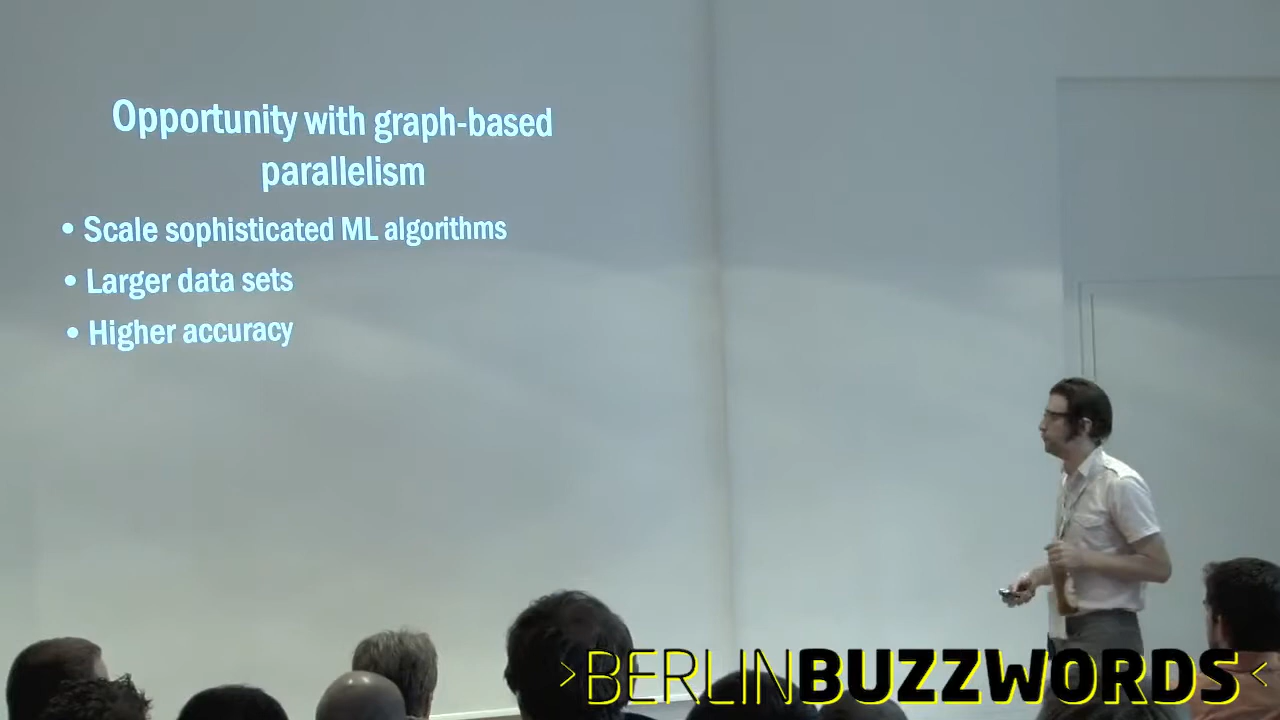 Opportunity with graph-based
parallelism
• Scale sophisticated ML algorithms
• Larger data sets
• Higher accuracy
>BERLINBUZZWORDS<